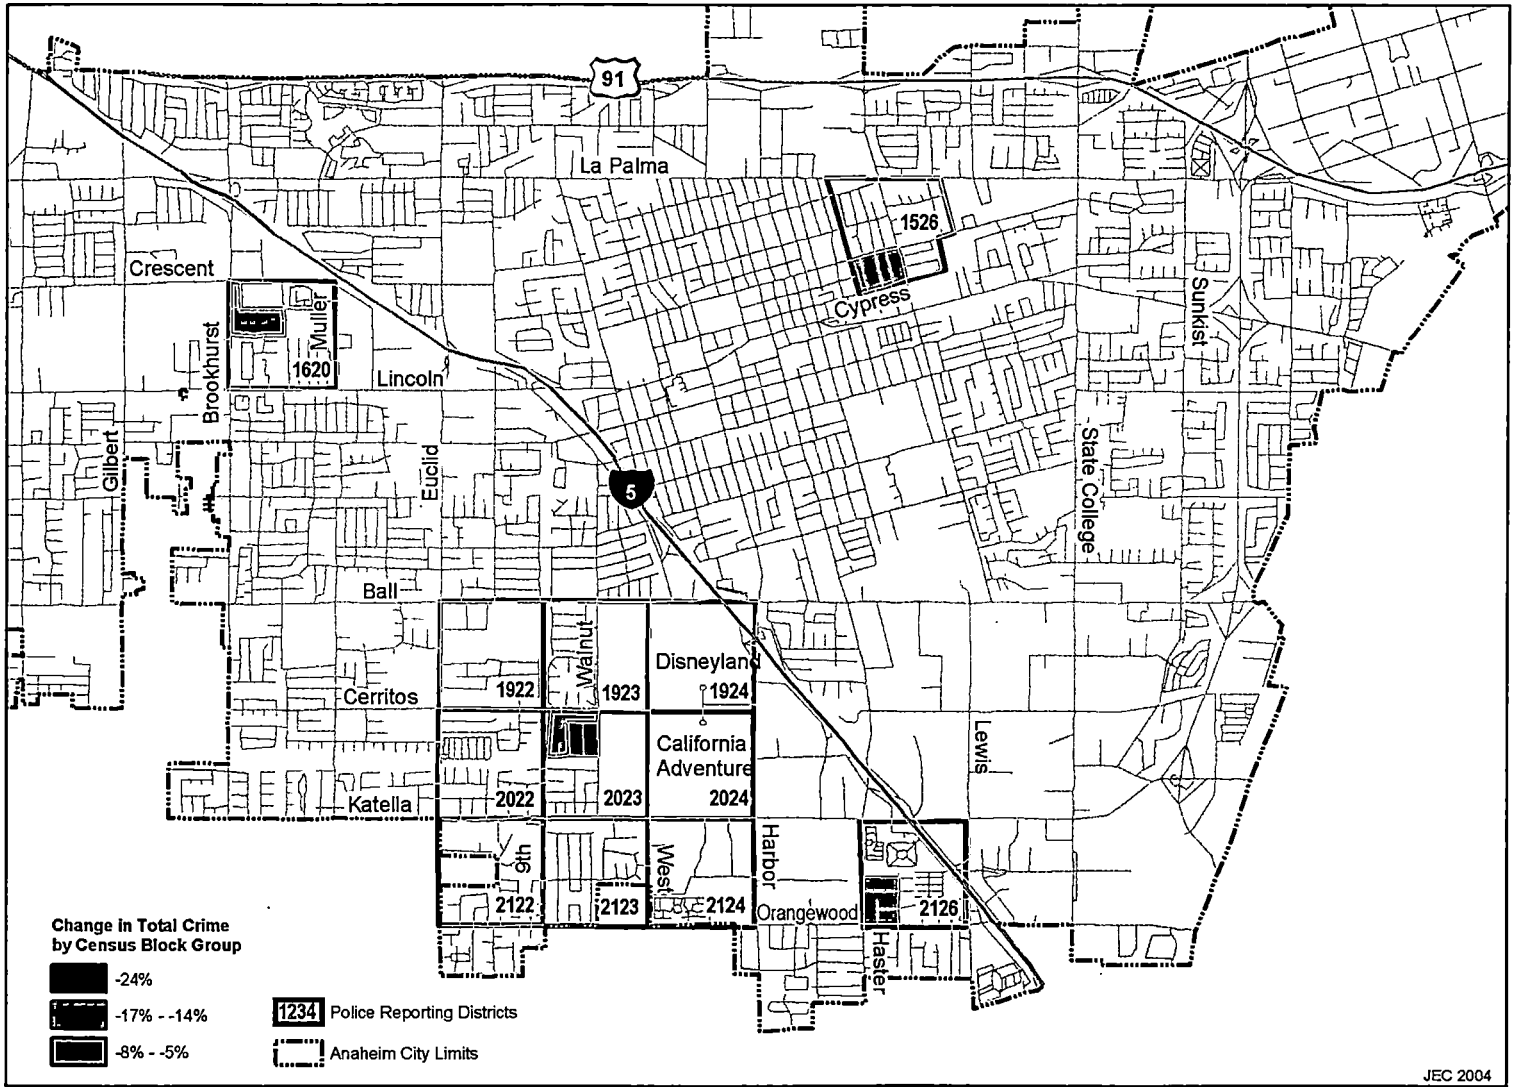 91
La Palma
1526
Crescent
Cypress
Muller
Sunkist
Brookhurst
1620
Lincoln
Gilbert
Euclid
State College
5
Ball
Walnut
Disneyland
1922
1923
1924
Cerritos
Lewis
California
Adventure
Katella
2022
2023
2024
9th
West
Harbor
2122
2123
2124
Orangewood
2126
Haster
Change in Total Crime
by Census Block Group
-24%
-17% - -14%
-8% - -5%
1234 Police Reporting Districts
Anaheim City Limits
JEC 2004